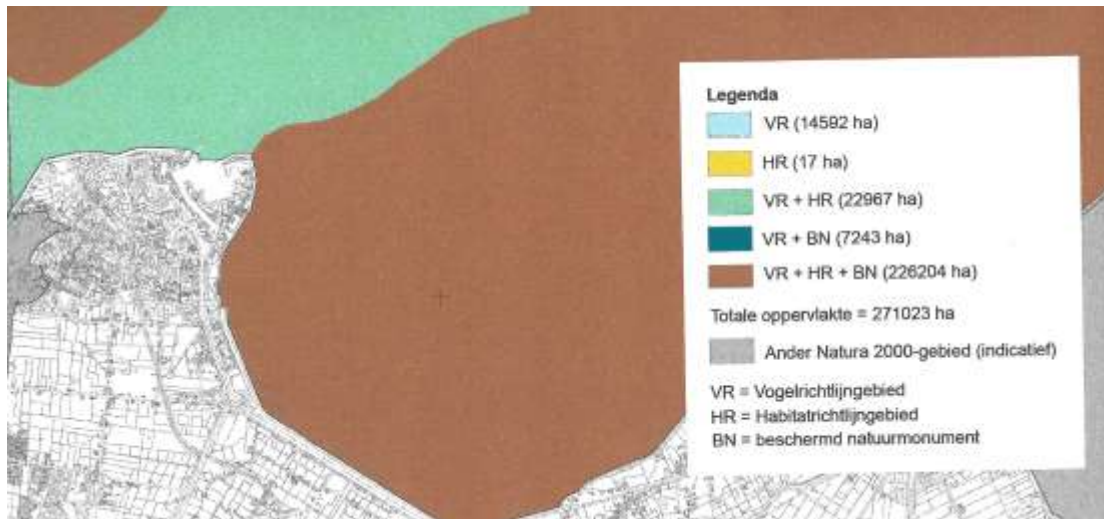 Legenda
VR (14592 ha)
HR (17 ha)
VR + HR (22967 ha)
VR + BN (7243 ha)
VR + HR + BN (226204 ha)
Totale oppervlakte = 271023 ha
Ander Natura 2000-gebied (indicatief)
VR = Vogelrichtlijngebied
HR = Habitatrichtlijngebied
BN = beschermd natuurmonument